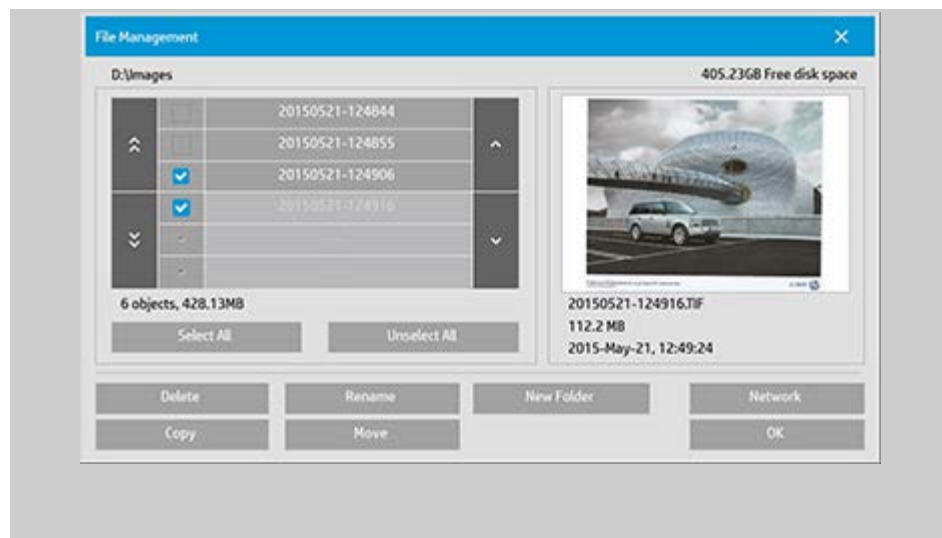 File Management
D:\Images
405.23GB Free disk space
20150521-124844
20150521-124855
20150521-124906
20150521-124916
6 objects, 428.13MB
Select All
Unselect All
20150521-124916.TIF
112.2 MB
2015-May-21, 12:49:24
Delete
Rename
New Folder
Network
Copy
Move
OK